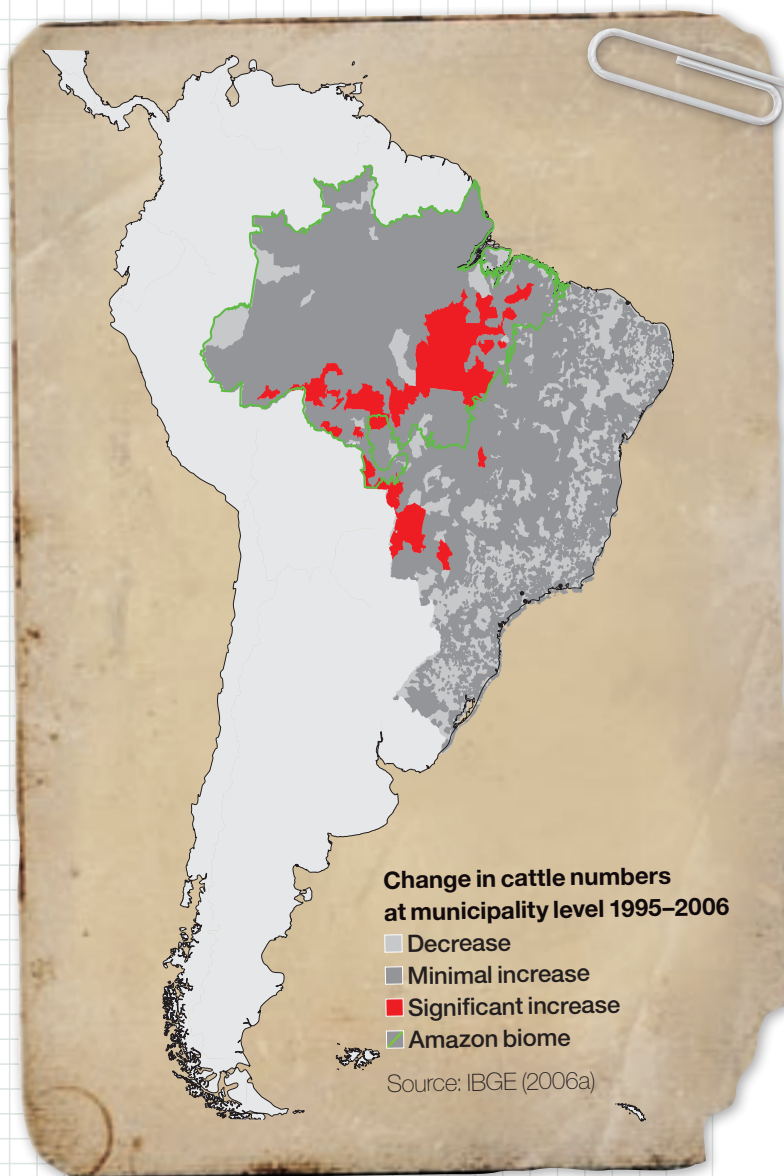 Change in cattle numbers
at municipality level 1995–2006
Decrease
Minimal increase
Significant increase
Amazon biome
Source: IBGE (2006a)